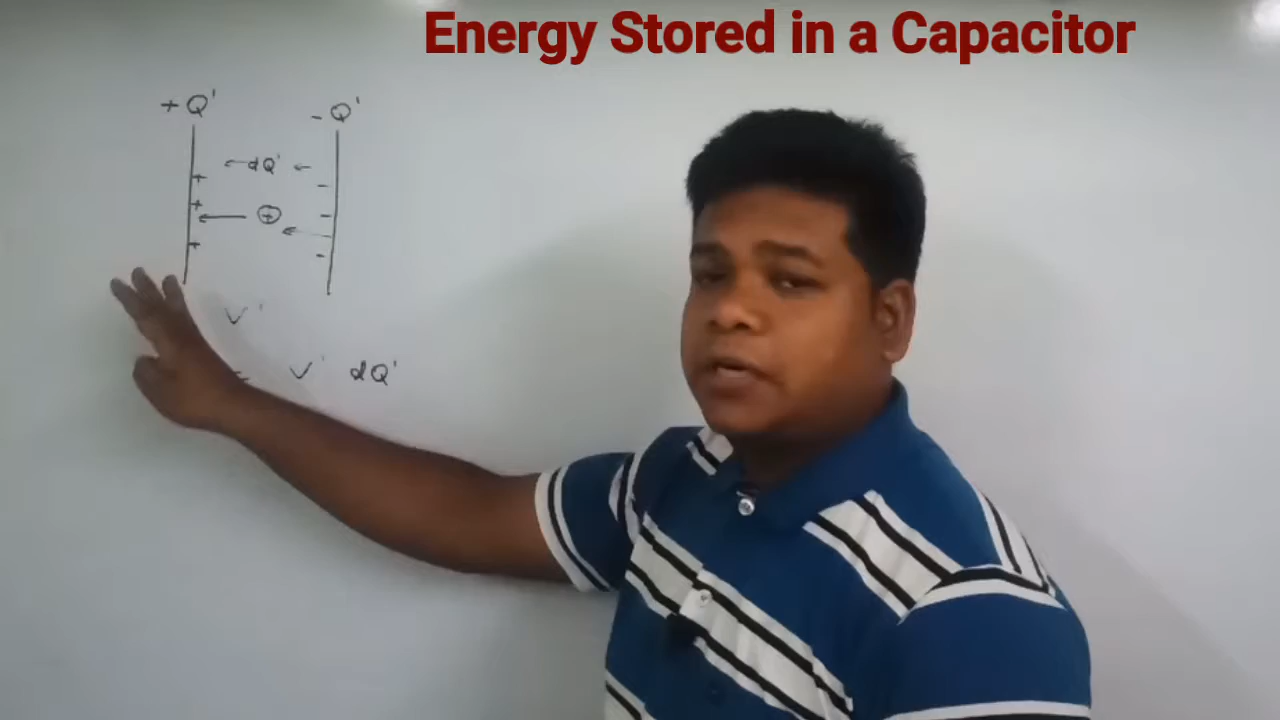 Energy Stored in a Capacitor
+Q' -Q'
←dQ'←
+ -
+ ← + ← -
+ -
V'
= V' dQ'